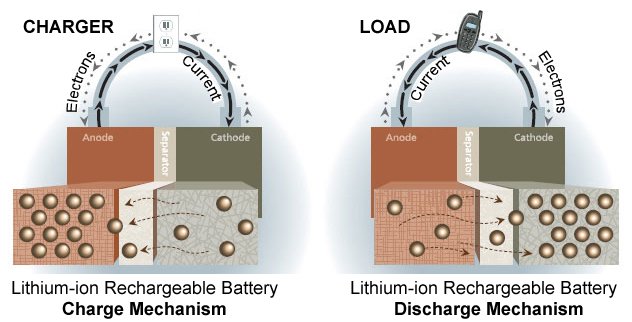 CHARGER
Electrons
Current
Anode
Separator
Cathode
Lithium-ion Rechargeable Battery
Charge Mechanism
LOAD
Current
Electrons
Anode
Separator
Cathode
Lithium-ion Rechargeable Battery
Discharge Mechanism